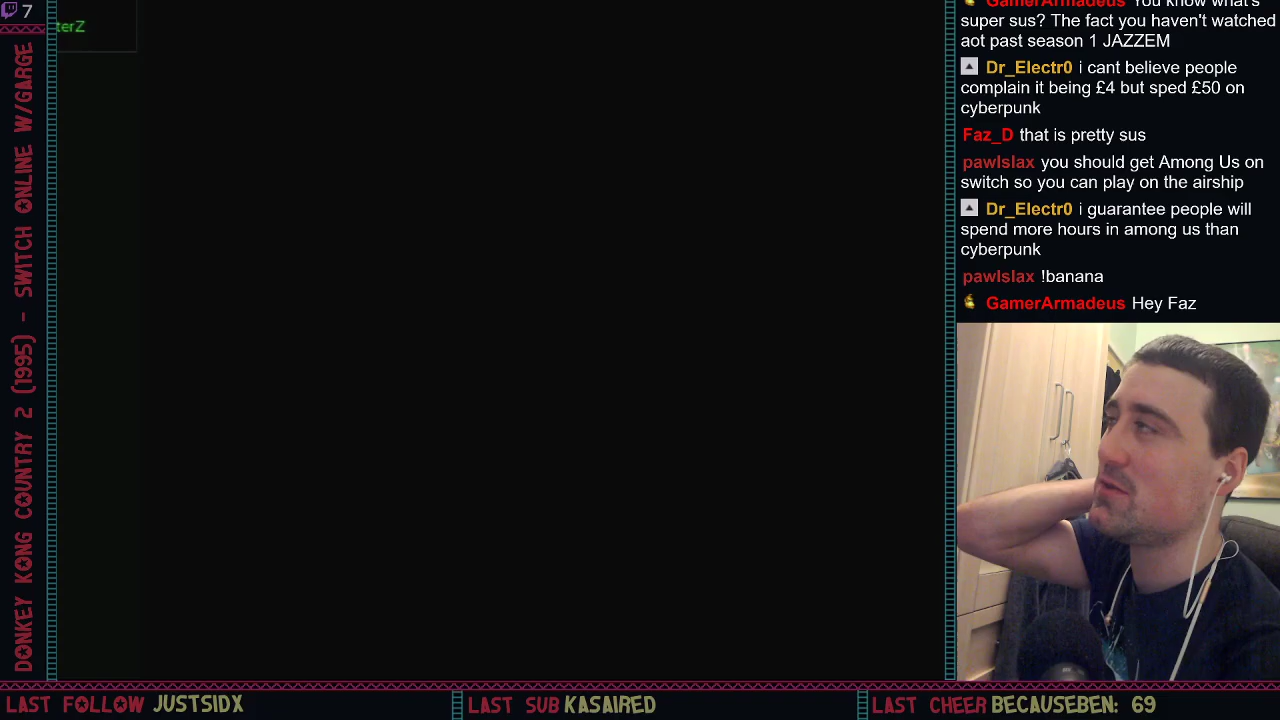 7
terZ
DONKEY KONG COUNTRY 2 (1995) - SWITCH ONLINE W/GARGE
GamerArmadeus You know what's
super sus? The fact you haven't watched
aot past season 1 JAZZEM
Dr_Electr0 i cant believe people
complain it being £4 but sped £50 on
cyberpunk
Faz_D that is pretty sus
pawlslax you should get Among Us on
switch so you can play on the airship
Dr_Electr0 i guarantee people will
spend more hours in among us than
cyberpunk
pawlslax !banana
GamerArmadeus Hey Faz
LAST FOLLOW JUSTSIDX
LAST SUB KASAIRED
LAST CHEER BECAUSEBEN: 69